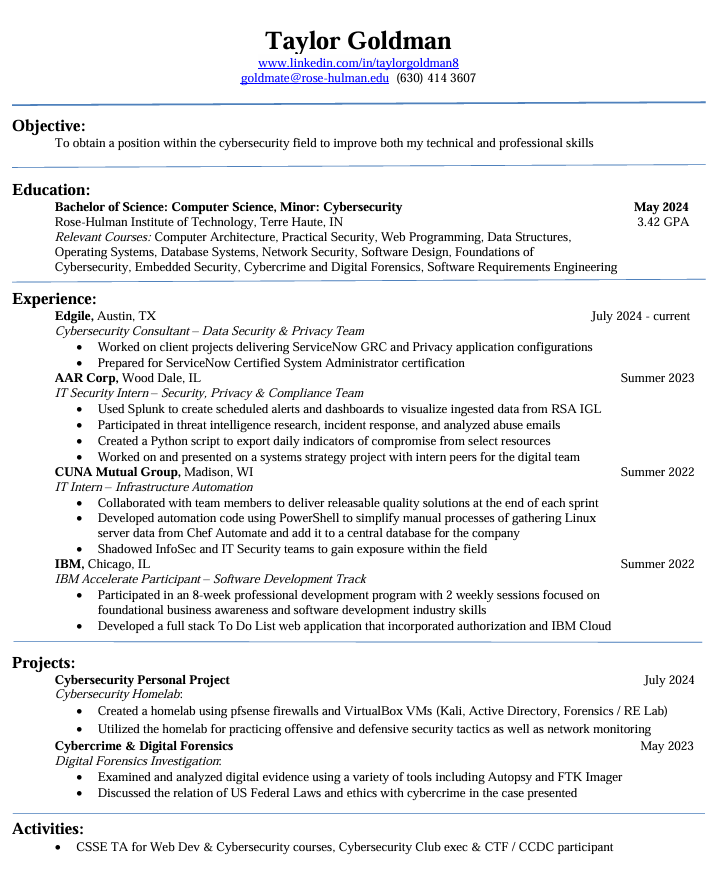 Taylor Goldman
www.linkedin.com/in/taylorgoldman8
goldmate@rose-hulman.edu (630) 414 3607
Objective:
To obtain a position within the cybersecurity field to improve both my technical and professional skills
Education:
Bachelor of Science: Computer Science, Minor: Cybersecurity May 2024
Rose-Hulman Institute of Technology, Terre Haute, IN 3.42 GPA
Relevant Courses: Computer Architecture, Practical Security, Web Programming, Data Structures,
Operating Systems, Database Systems, Network Security, Software Design, Foundations of
Cybersecurity, Embedded Security, Cybercrime and Digital Forensics, Software Requirements Engineering
Experience:
Edgile, Austin, TX July 2024 - current
Cybersecurity Consultant – Data Security & Privacy Team
• Worked on client projects delivering ServiceNow GRC and Privacy application configurations
• Prepared for ServiceNow Certified System Administrator certification
AAR Corp, Wood Dale, IL Summer 2023
IT Security Intern – Security, Privacy & Compliance Team
• Used Splunk to create scheduled alerts and dashboards to visualize ingested data from RSA IGL
• Participated in threat intelligence research, incident response, and analyzed abuse emails
• Created a Python script to export daily indicators of compromise from select resources
• Worked on and presented on a systems strategy project with intern peers for the digital team
CUNA Mutual Group, Madison, WI Summer 2022
IT Intern – Infrastructure Automation
• Collaborated with team members to deliver releasable quality solutions at the end of each sprint
• Developed automation code using PowerShell to simplify manual processes of gathering Linux
server data from Chef Automate and add it to a central database for the company
• Shadowed InfoSec and IT Security teams to gain exposure within the field
IBM, Chicago, IL Summer 2022
IBM Accelerate Participant – Software Development Track
• Participated in an 8-week professional development program with 2 weekly sessions focused on
foundational business awareness and software development industry skills
• Developed a full stack To Do List web application that incorporated authorization and IBM Cloud
Projects:
Cybersecurity Personal Project July 2024
Cybersecurity Homelab:
• Created a homelab using pfsense firewalls and VirtualBox VMs (Kali, Active Directory, Forensics / RE Lab)
• Utilized the homelab for practicing offensive and defensive security tactics as well as network monitoring
Cybercrime & Digital Forensics May 2023
Digital Forensics Investigation:
• Examined and analyzed digital evidence using a variety of tools including Autopsy and FTK Imager
• Discussed the relation of US Federal Laws and ethics with cybercrime in the case presented
Activities:
• CSSE TA for Web Dev & Cybersecurity courses, Cybersecurity Club exec & CTF / CCDC participant